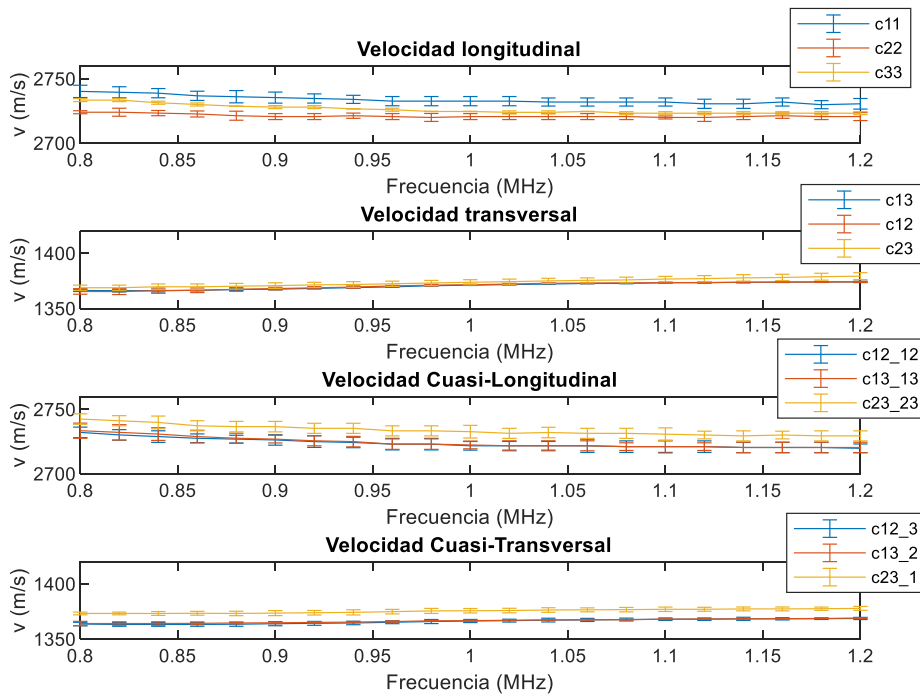 Velocidad longitudinal
c11
c22
c33
v (m/s)
2750
2700
0.8 0.85 0.9 0.95 1 1.05 1.1 1.15 1.2
Frecuencia (MHz)
Velocidad transversal
c13
c12
c23
v (m/s)
1400
1350
0.8 0.85 0.9 0.95 1 1.05 1.1 1.15 1.2
Frecuencia (MHz)
Velocidad Cuasi-Longitudinal
c12_12
c13_13
c23_23
v (m/s)
2750
2700
0.8 0.85 0.9 0.95 1 1.05 1.1 1.15 1.2
Frecuencia (MHz)
Velocidad Cuasi-Transversal
c12_3
c13_2
c23_1
v (m/s)
1400
1350
0.8 0.85 0.9 0.95 1 1.05 1.1 1.15 1.2
Frecuencia (MHz)